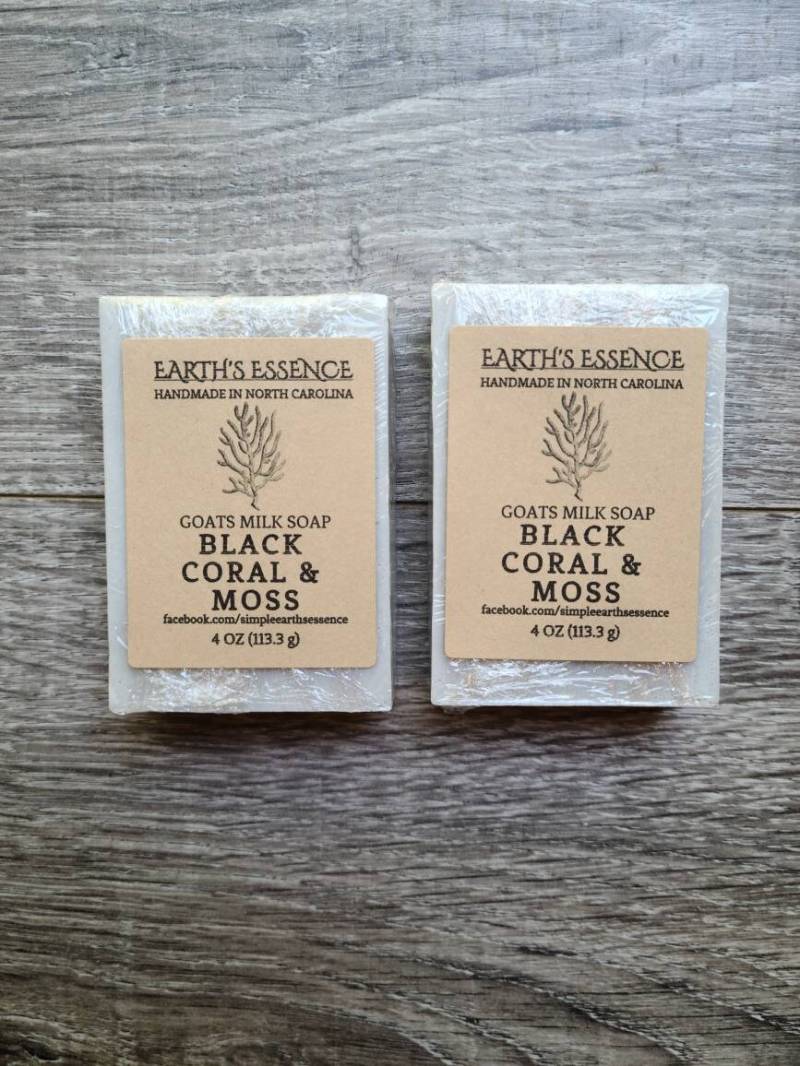 EARTH'S ESSENCE
HANDMADE IN NORTH CAROLINA
GOATS MILK SOAP
BLACK
CORAL &
MOSS
facebook.com/simpleearthsessence
4 OZ (113.3 g)
EARTH'S ESSENCE
HANDMADE IN NORTH CAROLINA
GOATS MILK SOAP
BLACK
CORAL &
MOSS
facebook.com/simpleearthsessence
4 OZ (113.3 g)